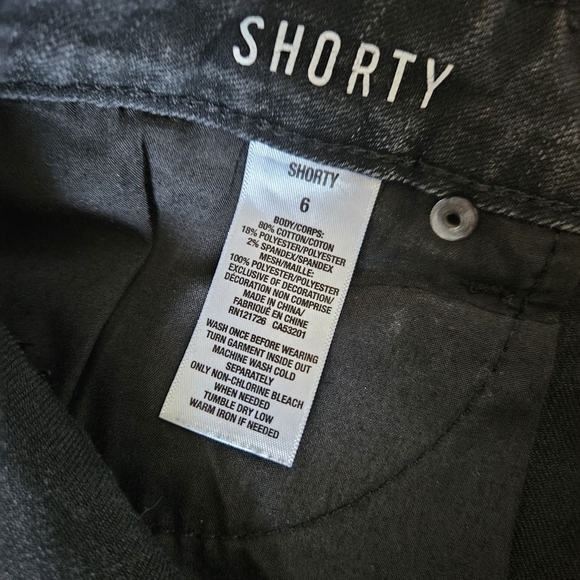 SHORTY
SHORTY
6
BODY/CORPS:
80% COTTON/COTON
18% POLYESTER/POLYESTER
2% SPANDEX/SPANDEX
MESH/MAILLE:
100% POLYESTER/POLYESTER
EXCLUSIVE OF DECORATION/
DÉCORATION NON COMPRISE
MADE IN CHINA/
FABRIQUE EN CHINE
RN121726 CA53201
WASH ONCE BEFORE WEARING
TURN GARMENT INSIDE OUT
MACHINE WASH COLD
SEPARATELY
ONLY NON-CHLORINE BLEACH
WHEN NEEDED
TUMBLE DRY LOW
WARM IRON IF NEEDED